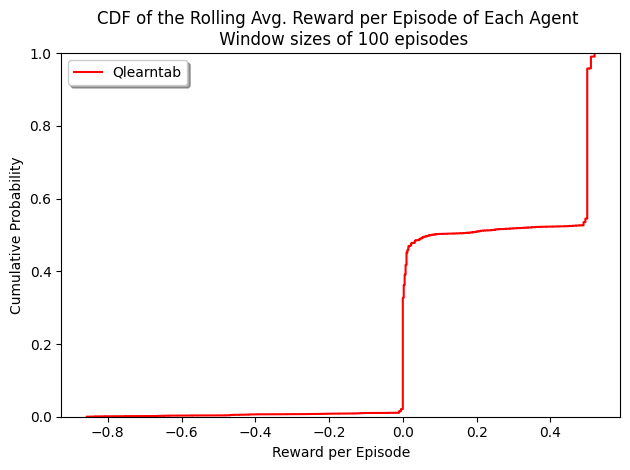 CDF of the Rolling Avg. Reward per Episode of Each Agent
Window sizes of 100 episodes
Qlearntab
1.0
0.8
0.6
0.4
0.2
0.0
Cumulative Probability
−0.8 −0.6 −0.4 −0.2 0.0 0.2 0.4
Reward per Episode